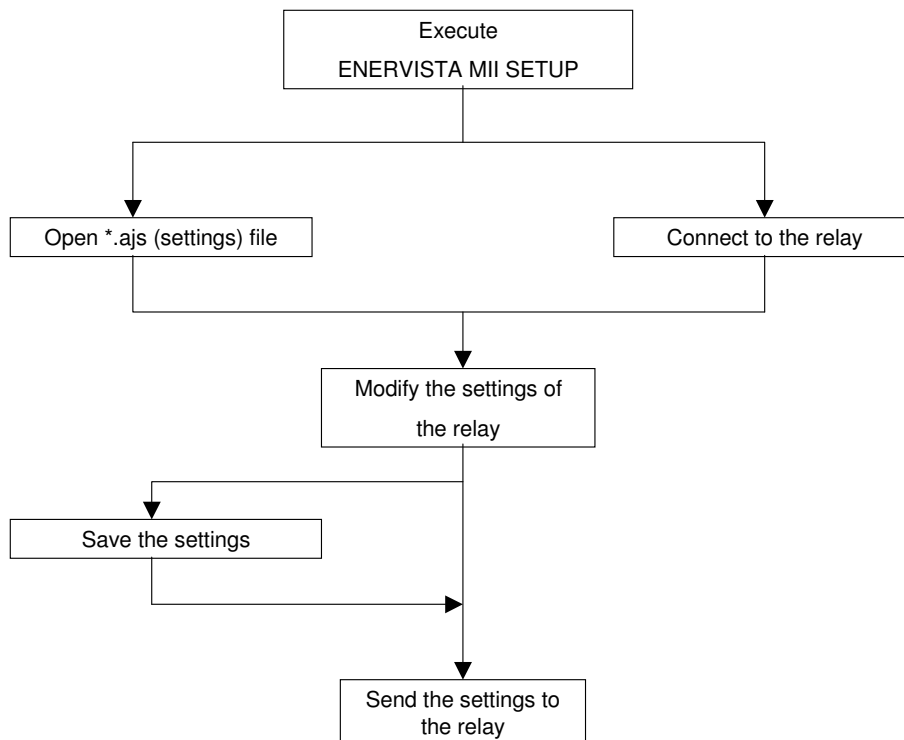 Execute
ENERVISTA MII SETUP
Open *.ajs (settings) file
Connect to the relay
Modify the settings of
the relay
Save the settings
Send the settings to
the relay